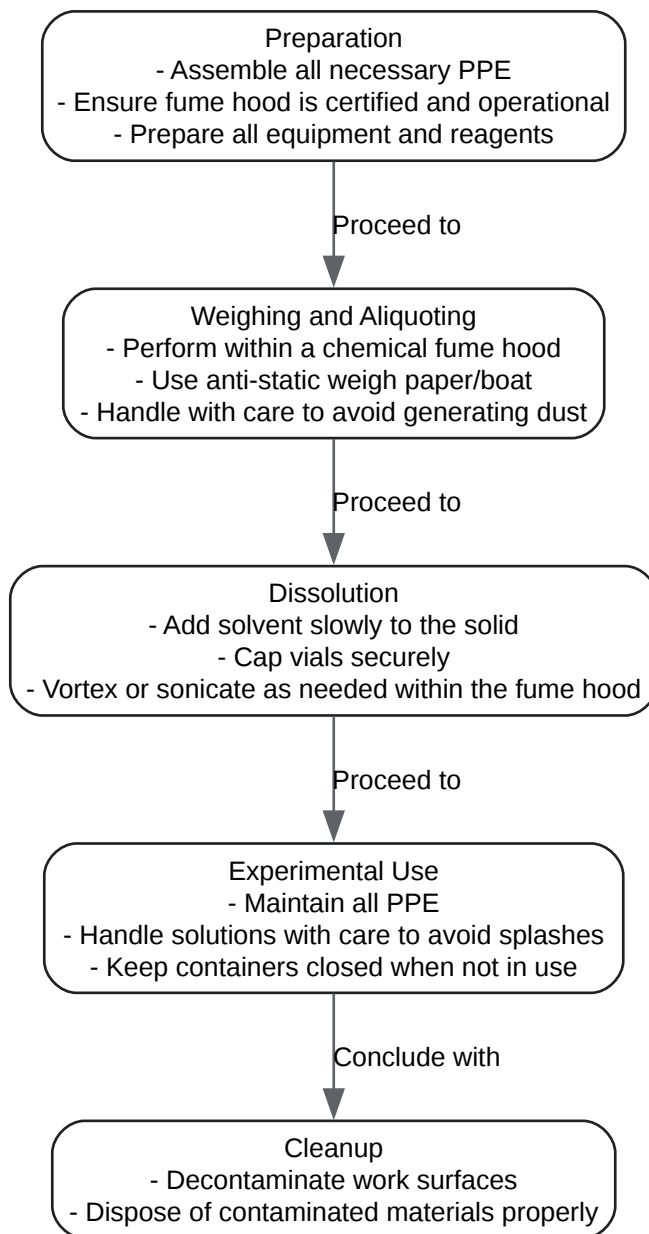 Preparation
- Assemble all necessary PPE
- Ensure fume hood is certified and operational
- Prepare all equipment and reagents
Proceed to
Weighing and Aliquoting
- Perform within a chemical fume hood
- Use anti-static weigh paper/boat
- Handle with care to avoid generating dust
Proceed to
Dissolution
- Add solvent slowly to the solid
- Cap vials securely
- Vortex or sonicate as needed within the fume hood
Proceed to
Experimental Use
- Maintain all PPE
- Handle solutions with care to avoid splashes
- Keep containers closed when not in use
Conclude with
Cleanup
- Decontaminate work surfaces
- Dispose of contaminated materials properly